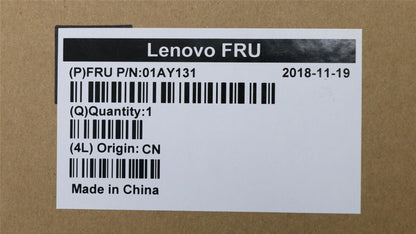 Lenovo FRU
(P)FRU P/N:01AY131 2018-11-19
(Q)Quantity:1
(4L) Origin: CN
Made in China